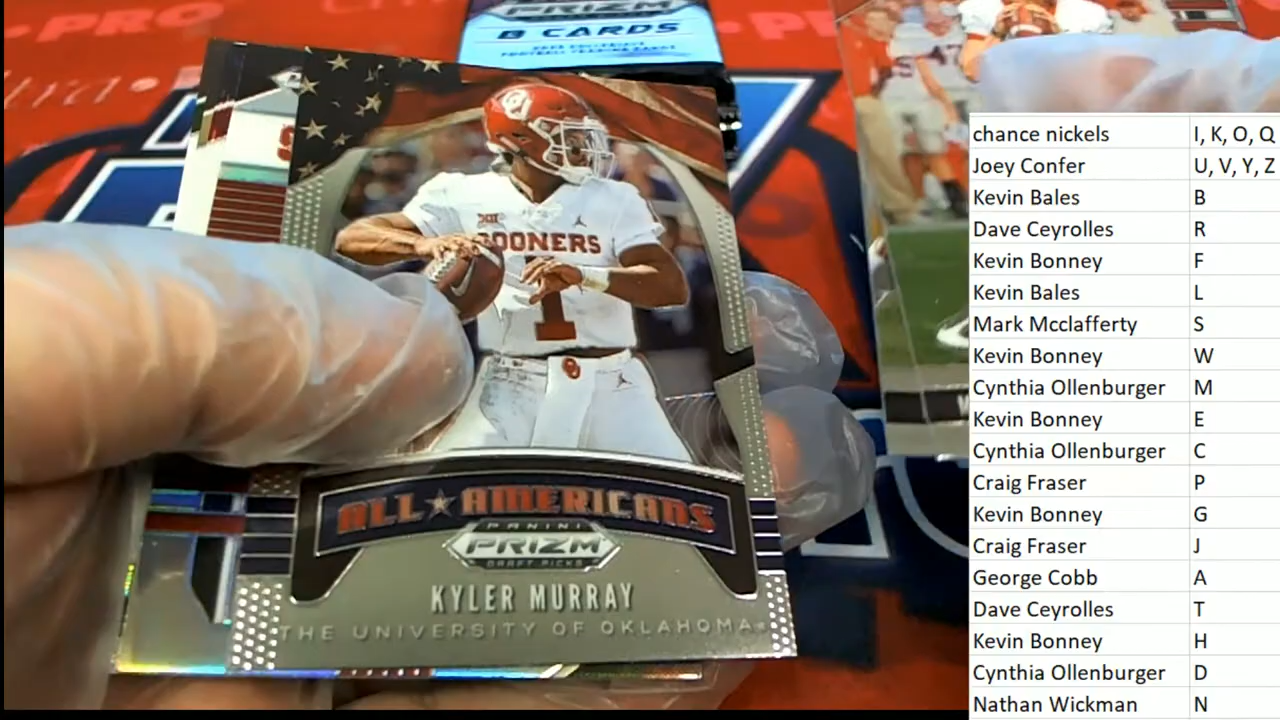 PRO
PRIZM
8 CARDS
SOONERS
1
ALL★AMERICANS
PANINI
PRIZM
DRAFT PICKS
KYLER MURRAY
THE UNIVERSITY OF OKLAHOMA
chance nickels I, K, O, Q
Joey Confer U, V, Y, Z
Kevin Bales B
Dave Ceyrolles R
Kevin Bonney F
Kevin Bales L
Mark Mcclafferty S
Kevin Bonney W
Cynthia Ollenburger M
Kevin Bonney E
Cynthia Ollenburger C
Craig Fraser P
Kevin Bonney G
Craig Fraser J
George Cobb A
Dave Ceyrolles T
Kevin Bonney H
Cynthia Ollenburger D
Nathan Wickman N